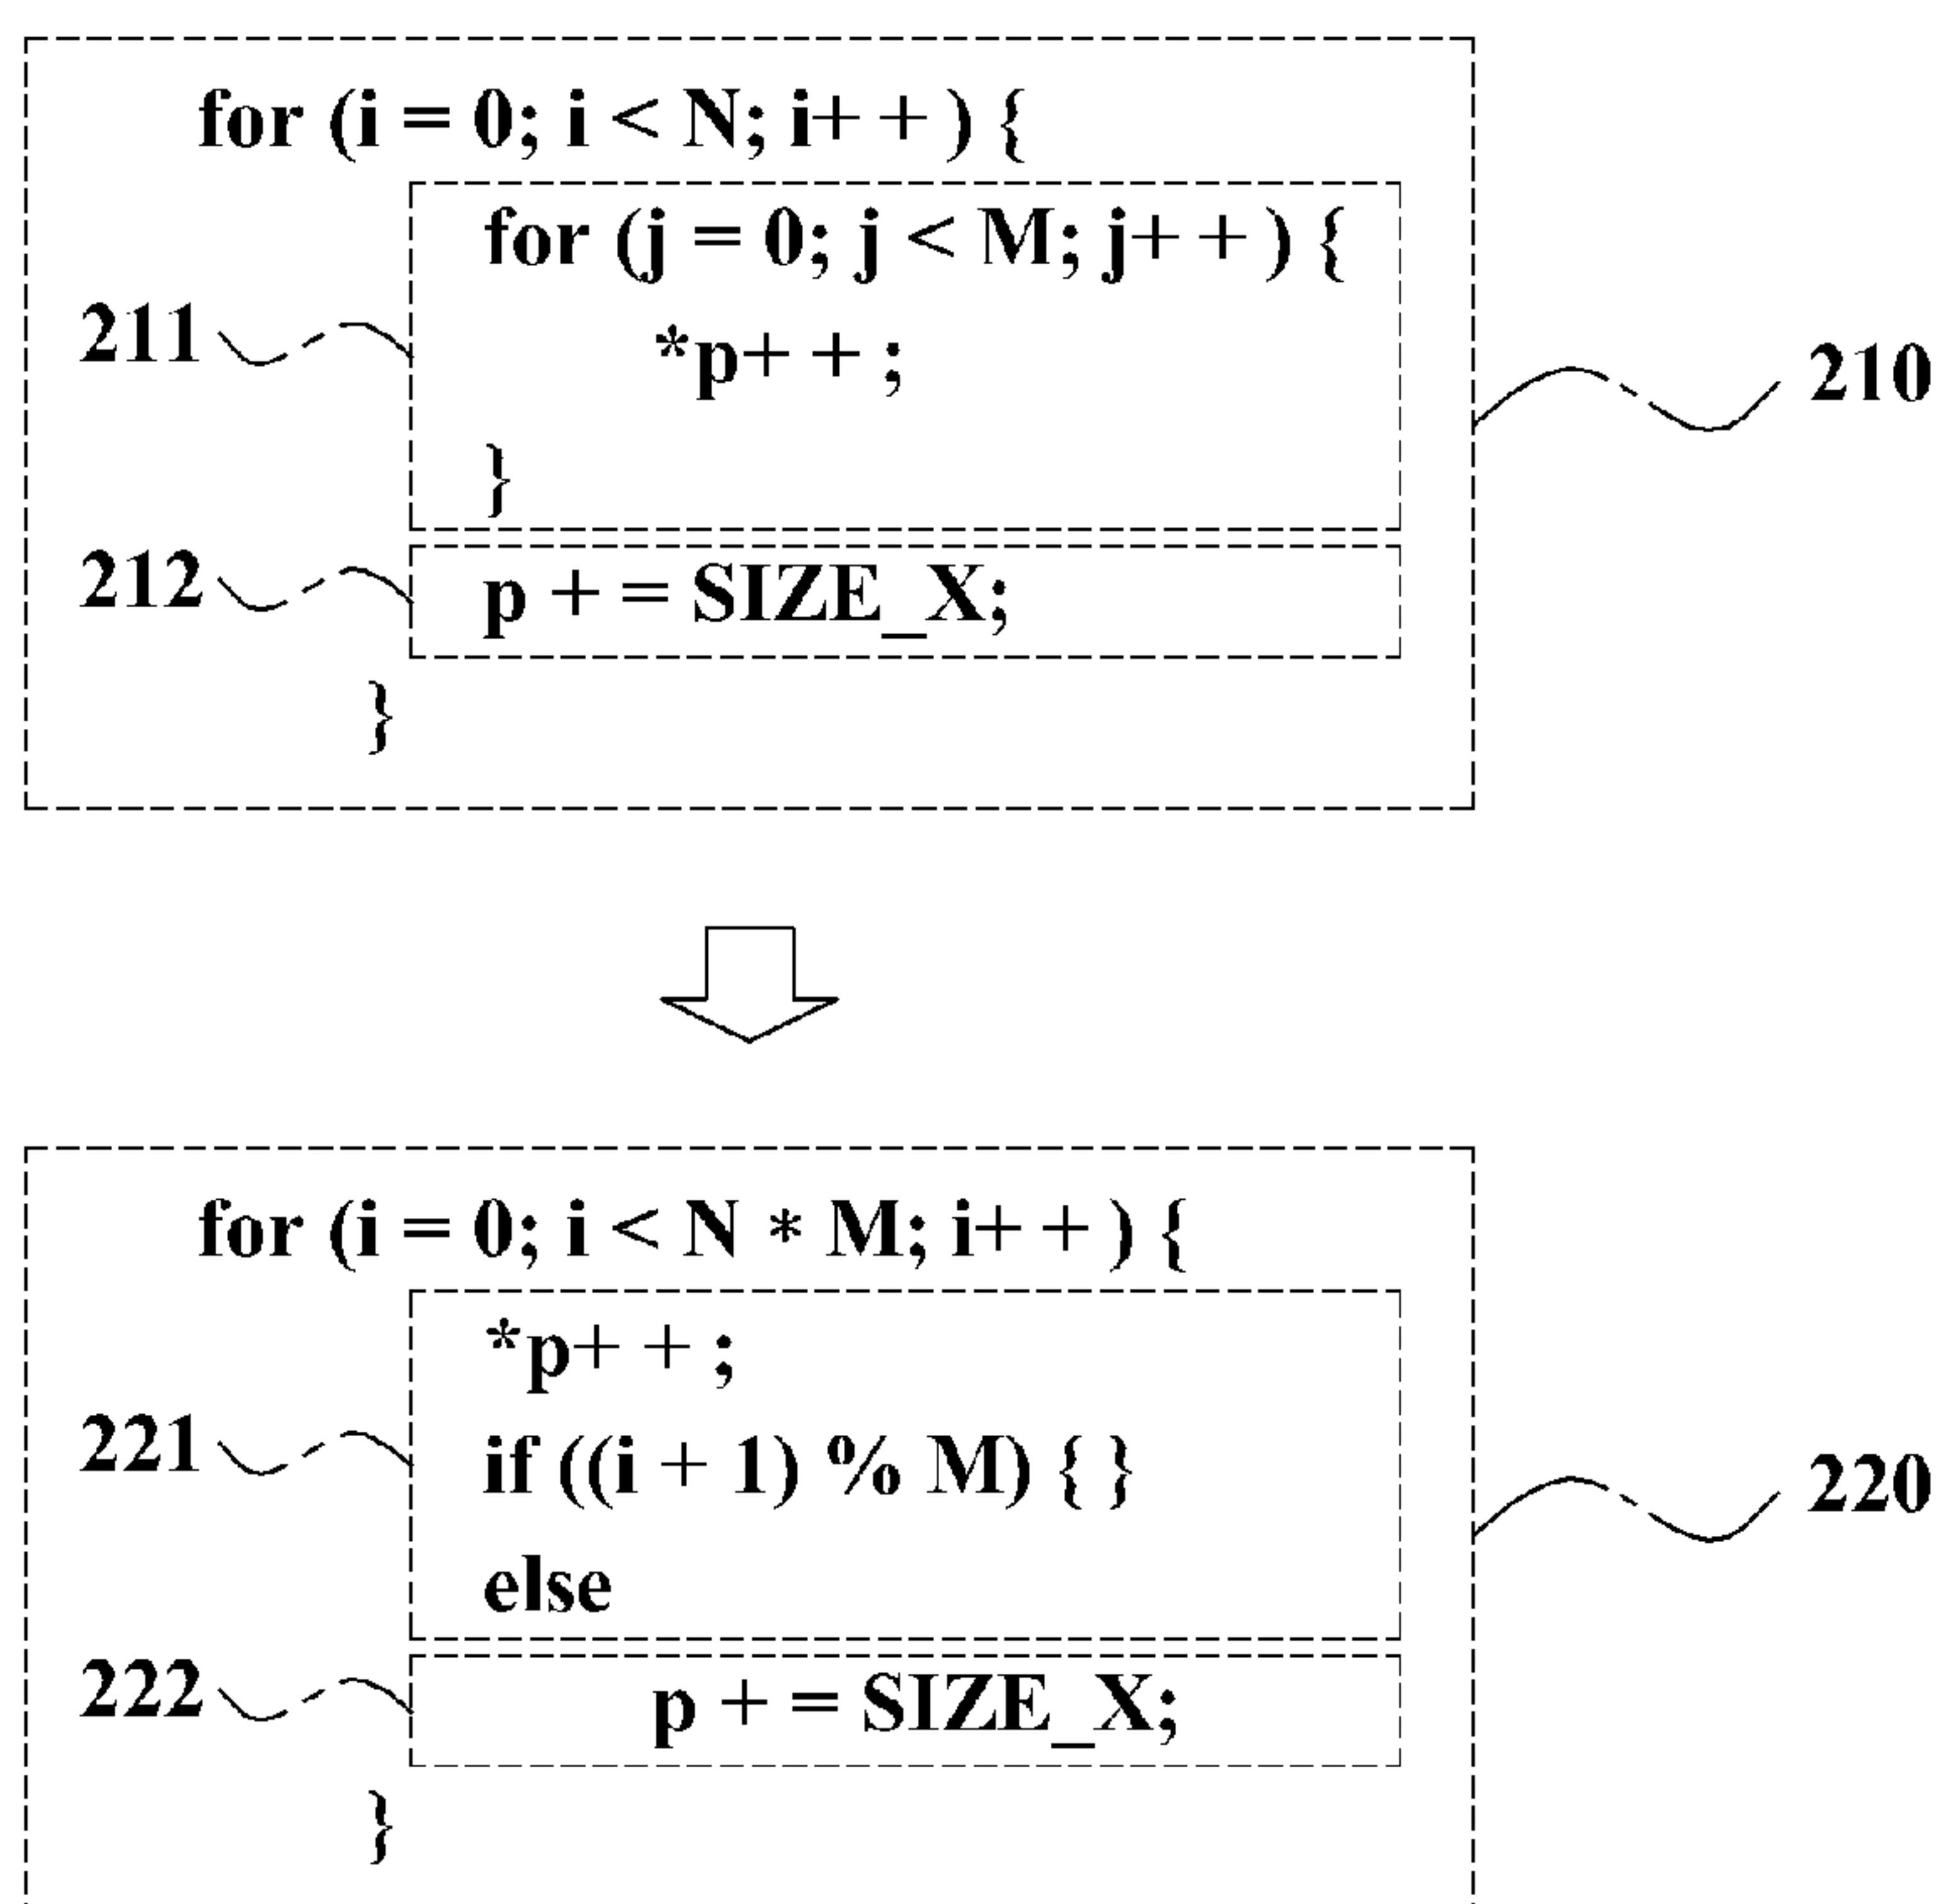 for (i = 0; i < N; i++ ) {
for (j = 0; j < M; j++ ) {
211
*p++ ;
210
}
212
p += SIZE_X;
}
for (i = 0; i < N * M; i++ ) {
*p++ ;
221
if ((i + 1) % M) { }
220
else
222
p += SIZE_X;
}